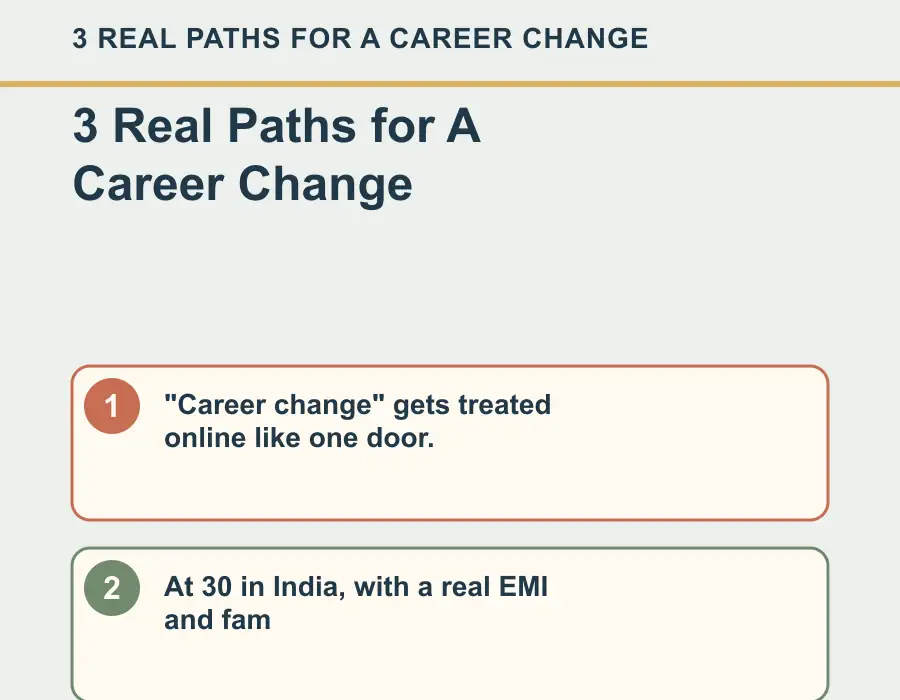 3 REAL PATHS FOR A CAREER CHANGE
3 Real Paths for A
Career Change
1
"Career change" gets treated
online like one door.
2
At 30 in India, with a real EMI
and fam